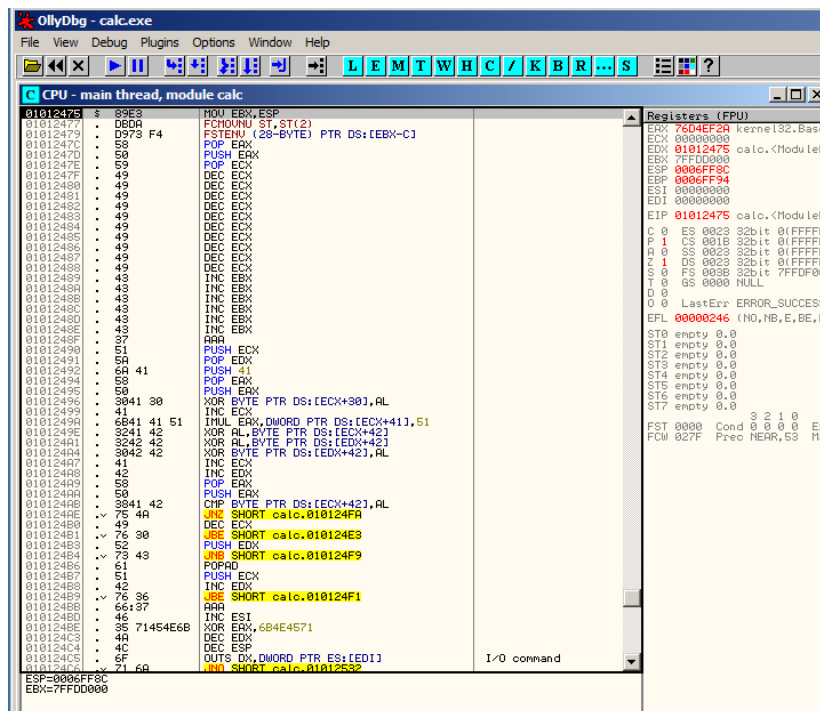 OllyDbg - calc.exe
File View Debug Plugins Options Window Help
L E M T W H C / K B R ... S ?
C CPU - main thread, module calc
01012475 $ 89E3 MOV EBX,ESP
01012477 . DBDA FCMOVNU ST,ST(2)
01012479 . D973 F4 FSTENV (28-BYTE) PTR DS:[EBX-C]
0101247C . 58 POP EAX
0101247D . 50 PUSH EAX
0101247E . 59 POP ECX
0101247F . 49 DEC ECX
01012480 . 49 DEC ECX
01012481 . 49 DEC ECX
01012482 . 49 DEC ECX
01012483 . 49 DEC ECX
01012484 . 49 DEC ECX
01012485 . 49 DEC ECX
01012486 . 49 DEC ECX
01012487 . 49 DEC ECX
01012488 . 49 DEC ECX
01012489 . 43 INC EBX
0101248A . 43 INC EBX
0101248B . 43 INC EBX
0101248C . 43 INC EBX
0101248D . 43 INC EBX
0101248E . 43 INC EBX
0101248F . 37 AAA
01012490 . 51 PUSH ECX
01012491 . 5A POP EDX
01012492 . 6A 41 PUSH 41
01012494 . 58 POP EAX
01012495 . 50 PUSH EAX
01012496 . 3041 30 XOR BYTE PTR DS:[ECX+30],AL
01012499 . 41 INC ECX
0101249A . 6B41 41 51 IMUL EAX,DWORD PTR DS:[ECX+41],51
0101249E . 3241 42 XOR AL,BYTE PTR DS:[ECX+42]
010124A1 . 3242 42 XOR AL,BYTE PTR DS:[EDX+42]
010124A4 . 3042 42 XOR BYTE PTR DS:[EDX+42],AL
010124A7 . 41 INC ECX
010124A8 . 42 INC EDX
010124A9 . 58 POP EAX
010124AA . 50 PUSH EAX
010124AB . 3841 42 CMP BYTE PTR DS:[ECX+42],AL
010124AE .v 75 4A JNZ SHORT calc.010124FA
010124B0 . 49 DEC ECX
010124B1 .v 76 30 JBE SHORT calc.010124E3
010124B3 . 52 PUSH EDX
010124B4 .v 73 43 JNB SHORT calc.010124F9
010124B6 . 61 POPAD
010124B7 . 51 PUSH ECX
010124B8 . 42 INC EDX
010124B9 .v 76 36 JBE SHORT calc.010124F1
010124BB . 66:37 AAA
010124BD . 46 INC ESI
010124BE . 35 71454E6B XOR EAX,6B4E4571
010124C3 . 4A DEC EDX
010124C4 . 4C DEC ESP
010124C5 . 6F OUTS DX,DWORD PTR ES:[EDI] I/O command
010124C6 .v 71 6A JNO SHORT calc.01012532
ESP=0006FF8C
EBX=7FFDD000
Registers (FPU)
EAX 76D4EF2A kernel32.Bas
ECX 00000000
EDX 01012475 calc.<Module
EBX 7FFDD000
ESP 0006FF8C
EBP 0006FF94
ESI 00000000
EDI 00000000
EIP 01012475 calc.<Module
C 0 ES 0023 32bit 0(FFFF
P 1 CS 001B 32bit 0(FFFF
A 0 SS 0023 32bit 0(FFFF
Z 1 DS 0023 32bit 0(FFFF
S 0 FS 003B 32bit 7FFDF0
T 0 GS 0000 NULL
D 0
O 0 LastErr ERROR_SUCCES
EFL 00000246 (NO,NB,E,BE,
ST0 empty 0.0
ST1 empty 0.0
ST2 empty 0.0
ST3 empty 0.0
ST4 empty 0.0
ST5 empty 0.0
ST6 empty 0.0
ST7 empty 0.0
3 2 1 0
FST 0000 Cond 0 0 0 0 E
FCW 027F Prec NEAR,53 M